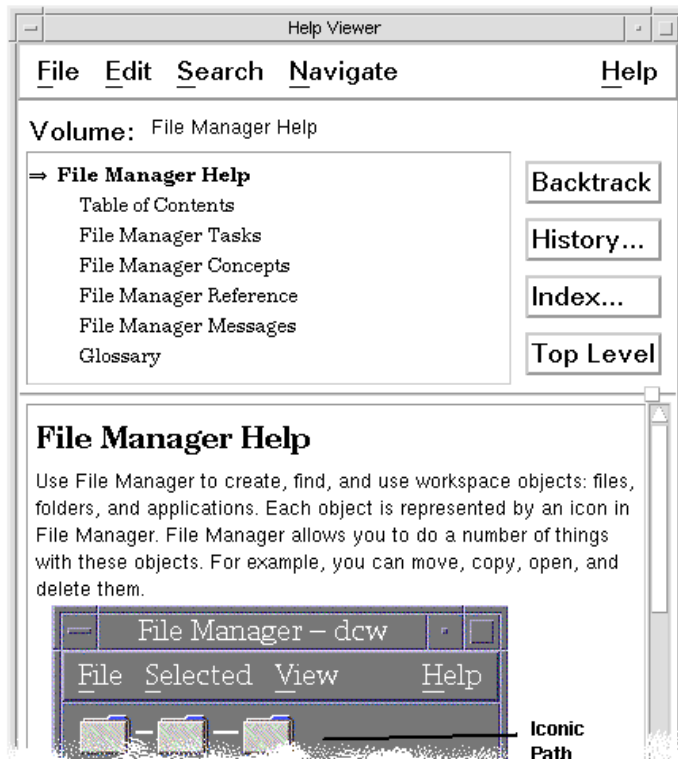 Help Viewer
File Edit Search Navigate Help
Volume: File Manager Help
⇒ File Manager Help
Table of Contents
File Manager Tasks
File Manager Concepts
File Manager Reference
File Manager Messages
Glossary
Backtrack
History...
Index...
Top Level
File Manager Help
Use File Manager to create, find, and use workspace objects: files,
folders, and applications. Each object is represented by an icon in
File Manager. File Manager allows you to do a number of things
with these objects. For example, you can move, copy, open, and
delete them.
File Manager – dcw
File Selected View Help
Iconic
Path